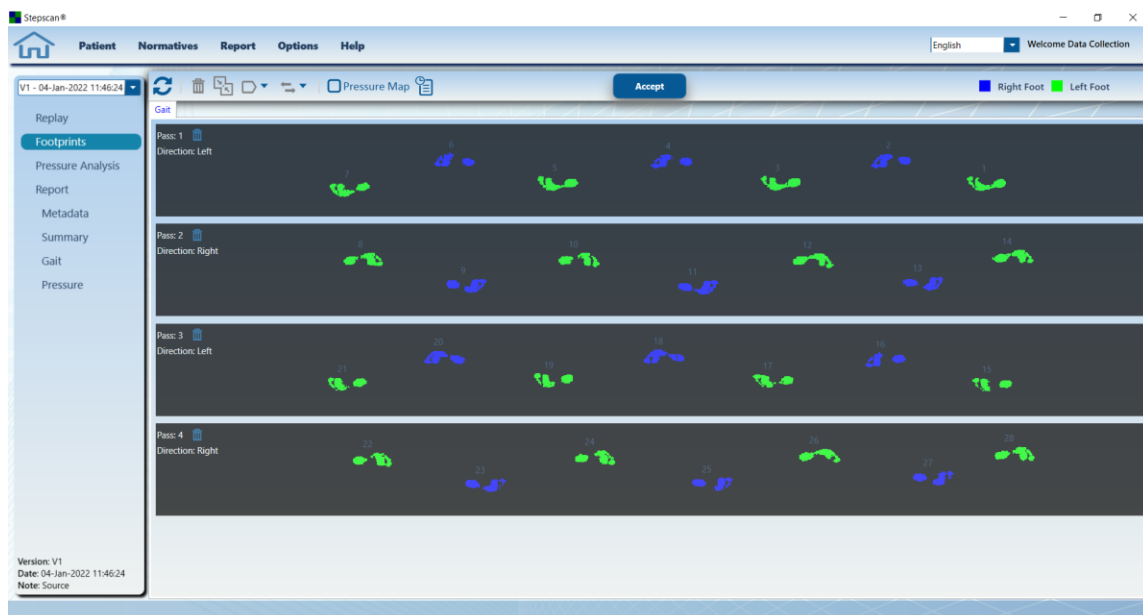 Stepscan®
Patient Normatives Report Options Help English Welcome Data Collection
V1 - 04-Jan-2022 11:46:24 Pressure Map Accept Right Foot Left Foot
Gait
Replay
Footprints
Pressure Analysis
Report
Metadata
Summary
Gait
Pressure
Version: V1
Date: 04-Jan-2022 11:46:24
Note: Source
Pass: 1
Direction: Left
6 4 2
7 5 3 1
Pass: 2
Direction: Right
8 10 12 14
9 11 13
Pass: 3
Direction: Left
20 18 16
21 19 17 15
Pass: 4
Direction: Right
22 24 26 28
23 25 27